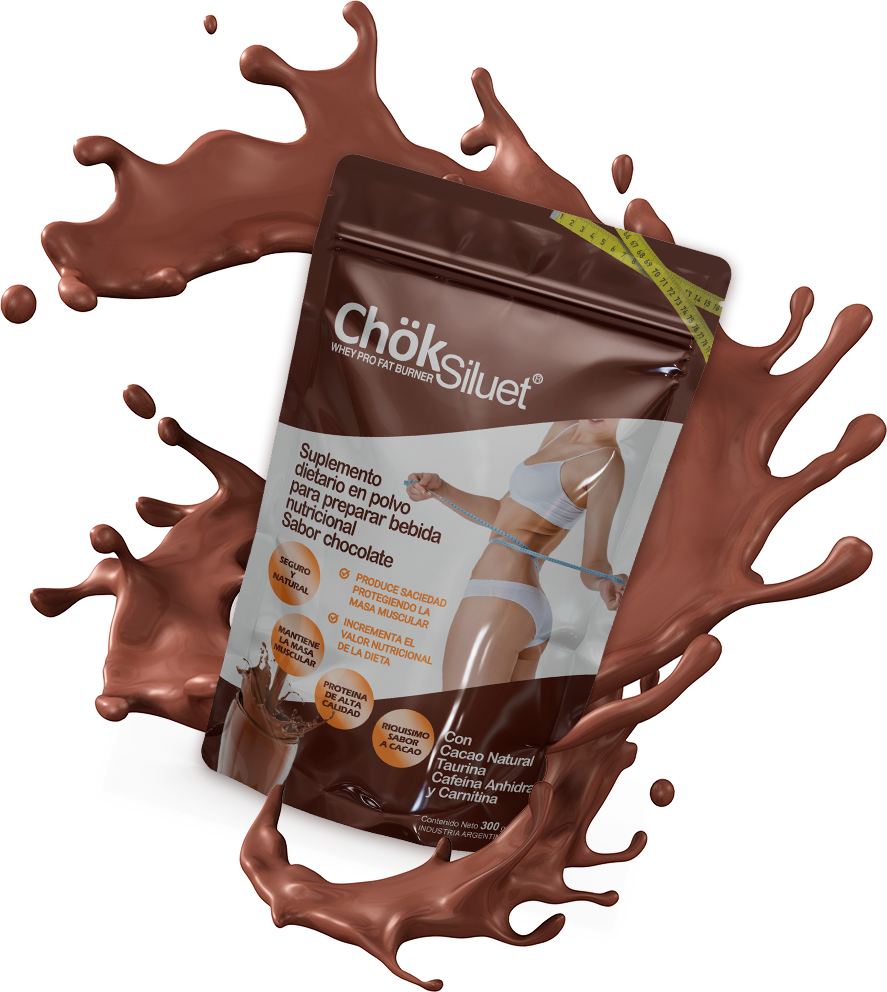 Chök
WHEY PRO FAT BURNER
Siluet®
Suplemento
dietario en polvo
para preparar bebida
nutricional
Sabor chocolate
SEGURO
Y
NATURAL
PRODUCE SACIEDAD
PROTEGIENDO LA
MASA MUSCULAR
INCREMENTA EL
VALOR NUTRICIONAL
DE LA DIETA
MANTIENE
LA MASA
MUSCULAR
PROTEINA
DE ALTA
CALIDAD
RIQUISIMO
SABOR
A CACAO
Con
Cacao Natural
Taurina
Cafeína Anhidra
y Carnitina
Contenido Neto 300
INDUSTRIA ARGENTIN